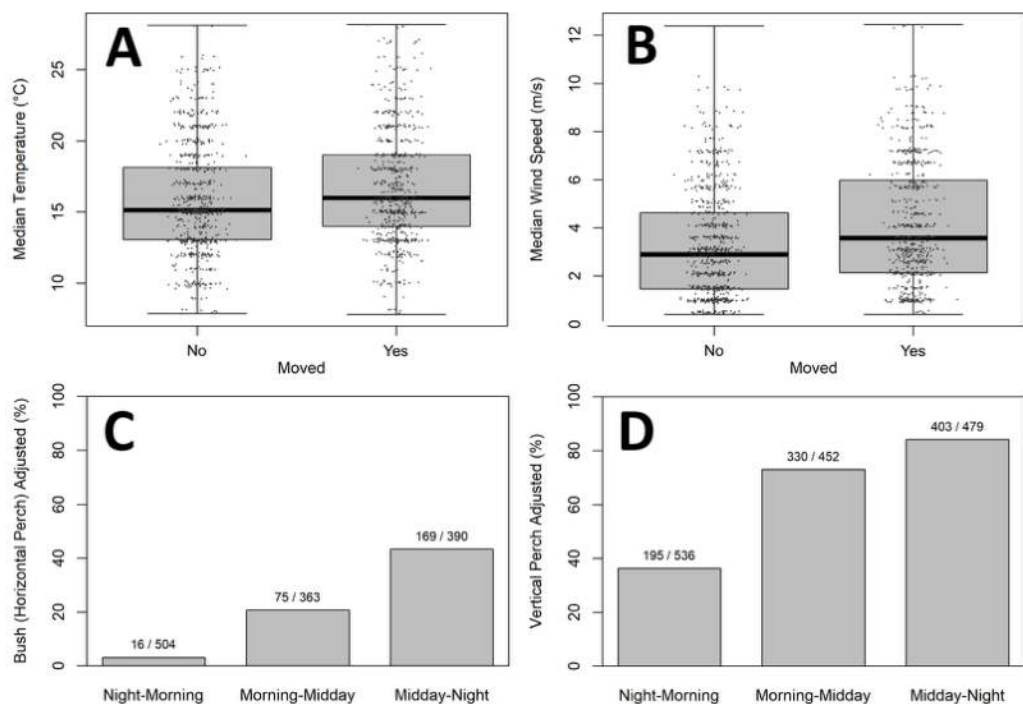 A
Median Temperature (°C)
25
20
15
10
No
Yes
Moved
B
Median Wind Speed (m/s)
12
10
8
6
4
2
0
No
Yes
Moved
C
Bush (Horizontal Perch) Adjusted (%)
100
80
60
40
20
0
16 / 504
75 / 363
169 / 390
Night-Morning
Morning-Midday
Midday-Night
D
Vertical Perch Adjusted (%)
100
80
60
40
20
0
195 / 536
330 / 452
403 / 479
Night-Morning
Morning-Midday
Midday-Night